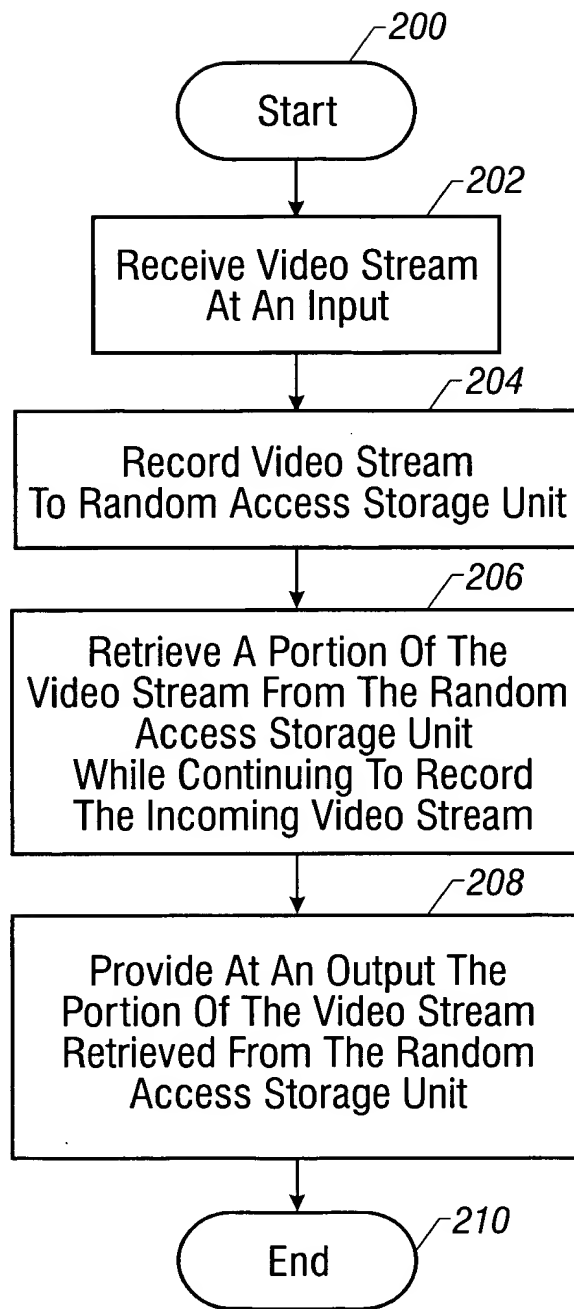 200
Start
202
Receive Video Stream
At An Input
204
Record Video Stream
To Random Access Storage Unit
206
Retrieve A Portion Of The
Video Stream From The Random
Access Storage Unit
While Continuing To Record
The Incoming Video Stream
208
Provide At An Output The
Portion Of The Video Stream
Retrieved From The Random
Access Storage Unit
210
End